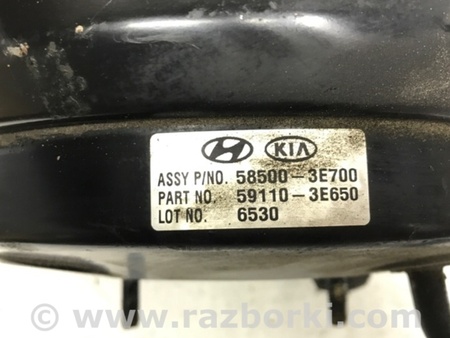 KIA
ASSY P/NO. 58500-3E700
PART NO. 59110-3E650
LOT NO. 6530
© www.razborki.com